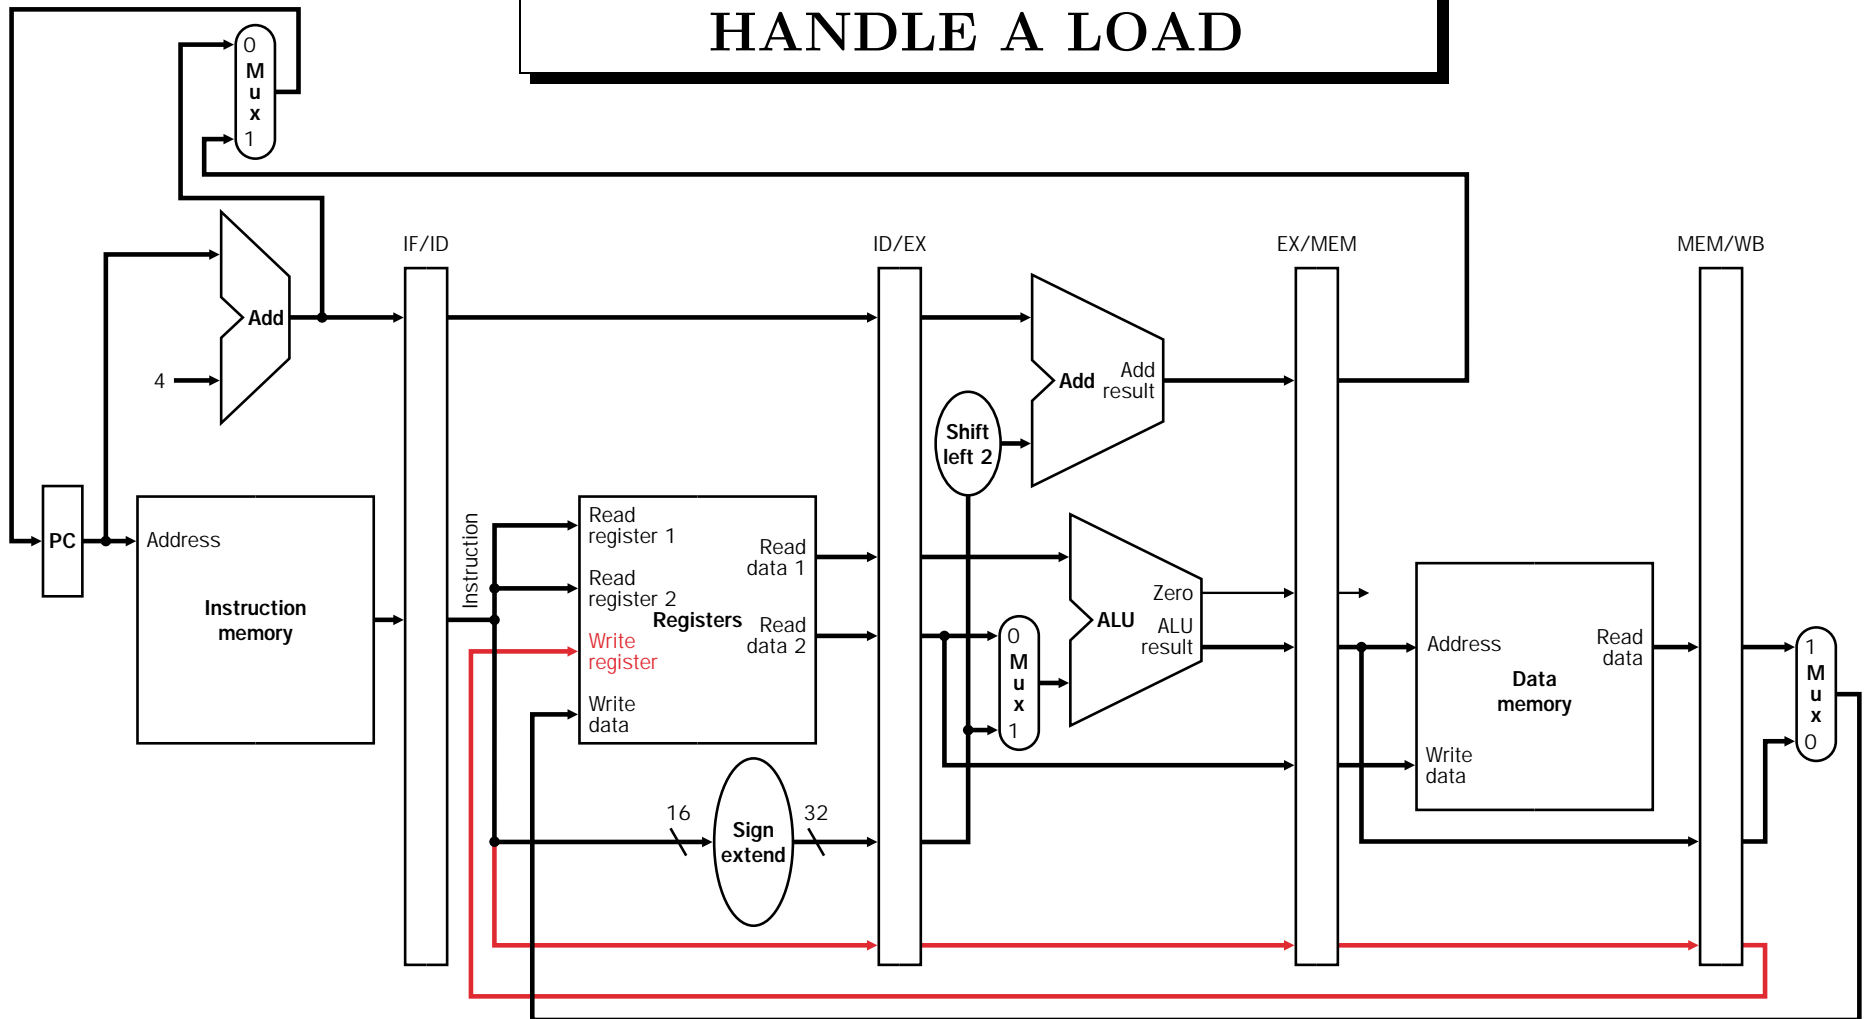 HANDLE A LOAD
0
M
u
x
1
IF/ID
ID/EX
EX/MEM
MEM/WB
Add
4
Add
Add
result
Shift
left 2
PC
Address
Instruction
memory
Instruction
Read
register 1
Read
register 2
Write
register
Write
data
Registers
Read
data 1
Read
data 2
16
Sign
extend
32
0
M
u
x
1
Zero
ALU
ALU
result
Address
Read
data
Data
memory
Write
data
1
M
u
x
0